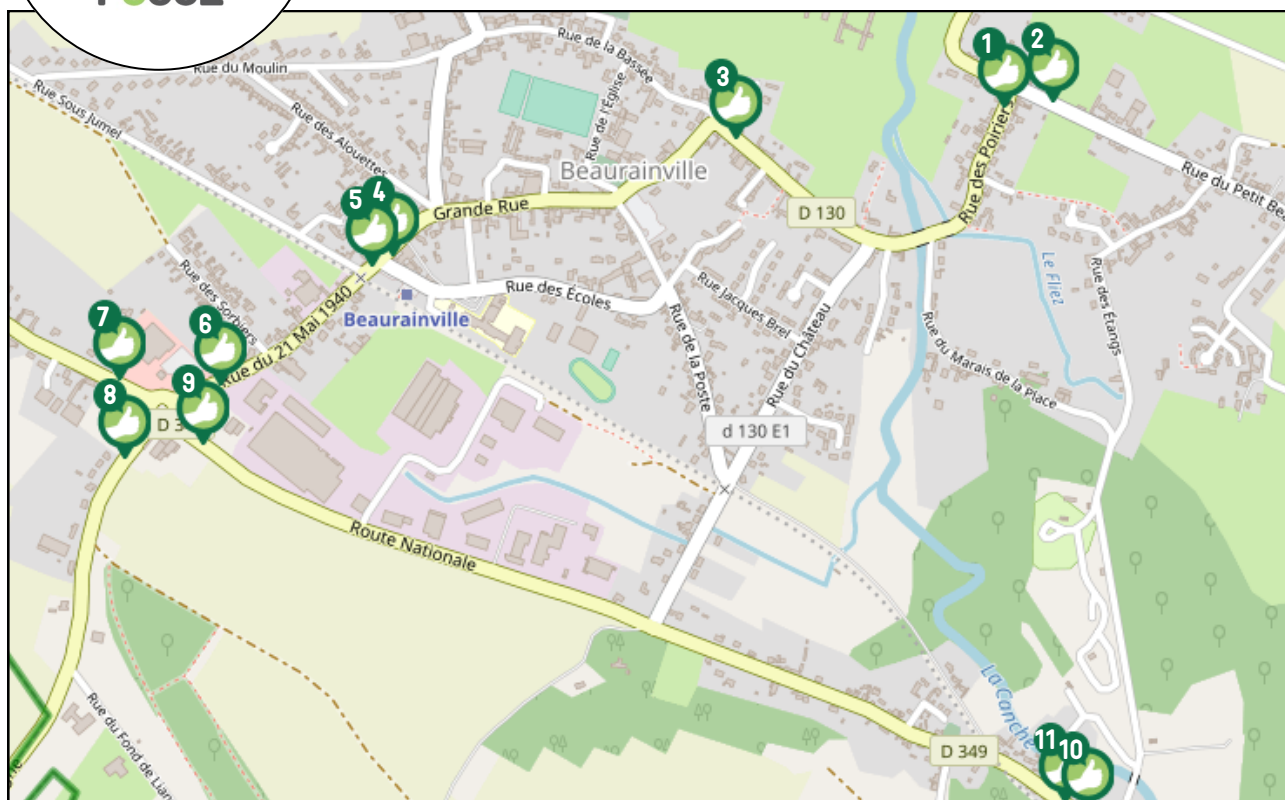 Rue du Moulin
Rue de la Bassée
1
2
3
Rue Sous Jumel
Rue des Alouettes
Rue de l'Église
Beaurainville
Rue des Poiriers
Rue du Petit Bea
5
4
Grande Rue
D 130
Rue des Sorbiers
Rue des Écoles
Beaurainville
Rue Jacques Brel
Le Fliez
Rue des Étangs
7
6
Rue du 21 Mai 1940
Rue de la Poste
Rue du Château
Rue du Marais de la Place
8
9
D 3
d 130 E1
Route Nationale
La Canche
Rue du Fond de Lian
D 349
11
10